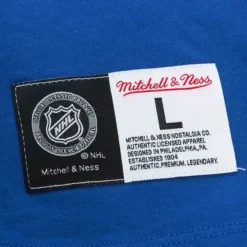 NHL
© NHL
Mitchell & Ness
Mitchell & Ness
L
MITCHELL & NESS NOSTALGIA CO.
AUTHENTIC LICENSED APPAREL
DESIGNED IN PHILADELPHIA, PA
ESTABLISHED 1904
AUTHENTIC. PREMIUM. LEGENDARY.